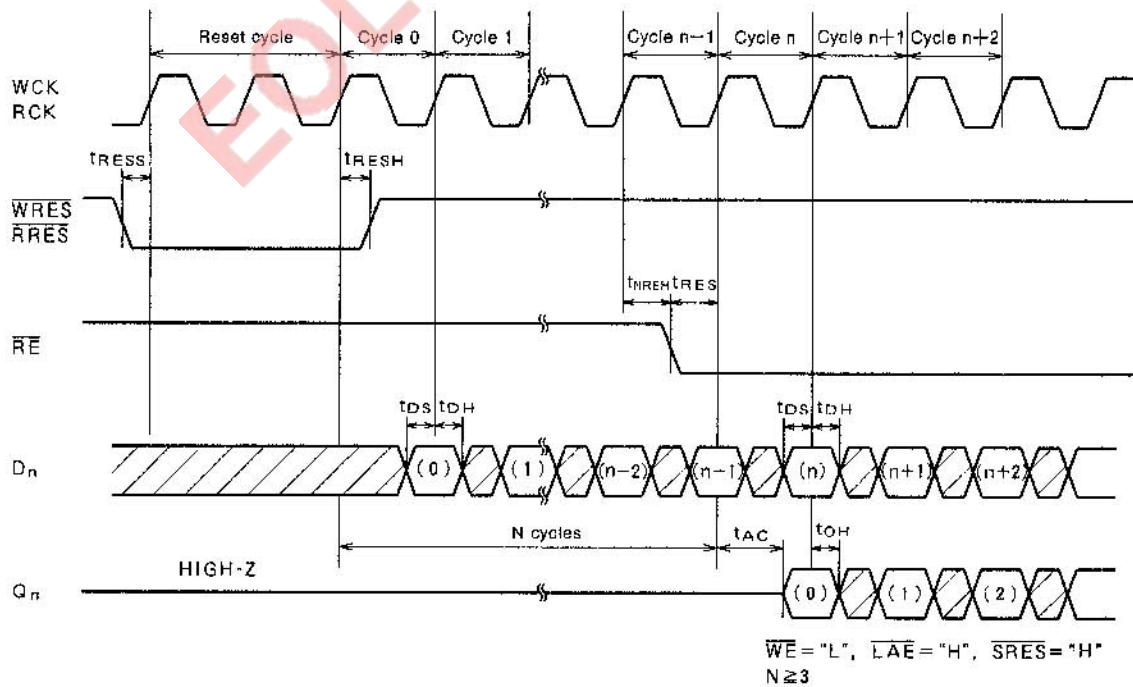 EOL
Reset cycle Cycle 0 Cycle 1 Cycle n−1 Cycle n Cycle n+1 Cycle n+2
WCK
RCK
tRESS tRESH
WRES
RRES
tNREH tRES
RE
tDS tDH tDS tDH
Dn (0) (1) (n−2) (n−1) (n) (n+1) (n+2)
N cycles tAC tOH
HIGH-Z
Qn (0) (1) (2)
WE="L", LAE="H", SRES="H"
N≧3